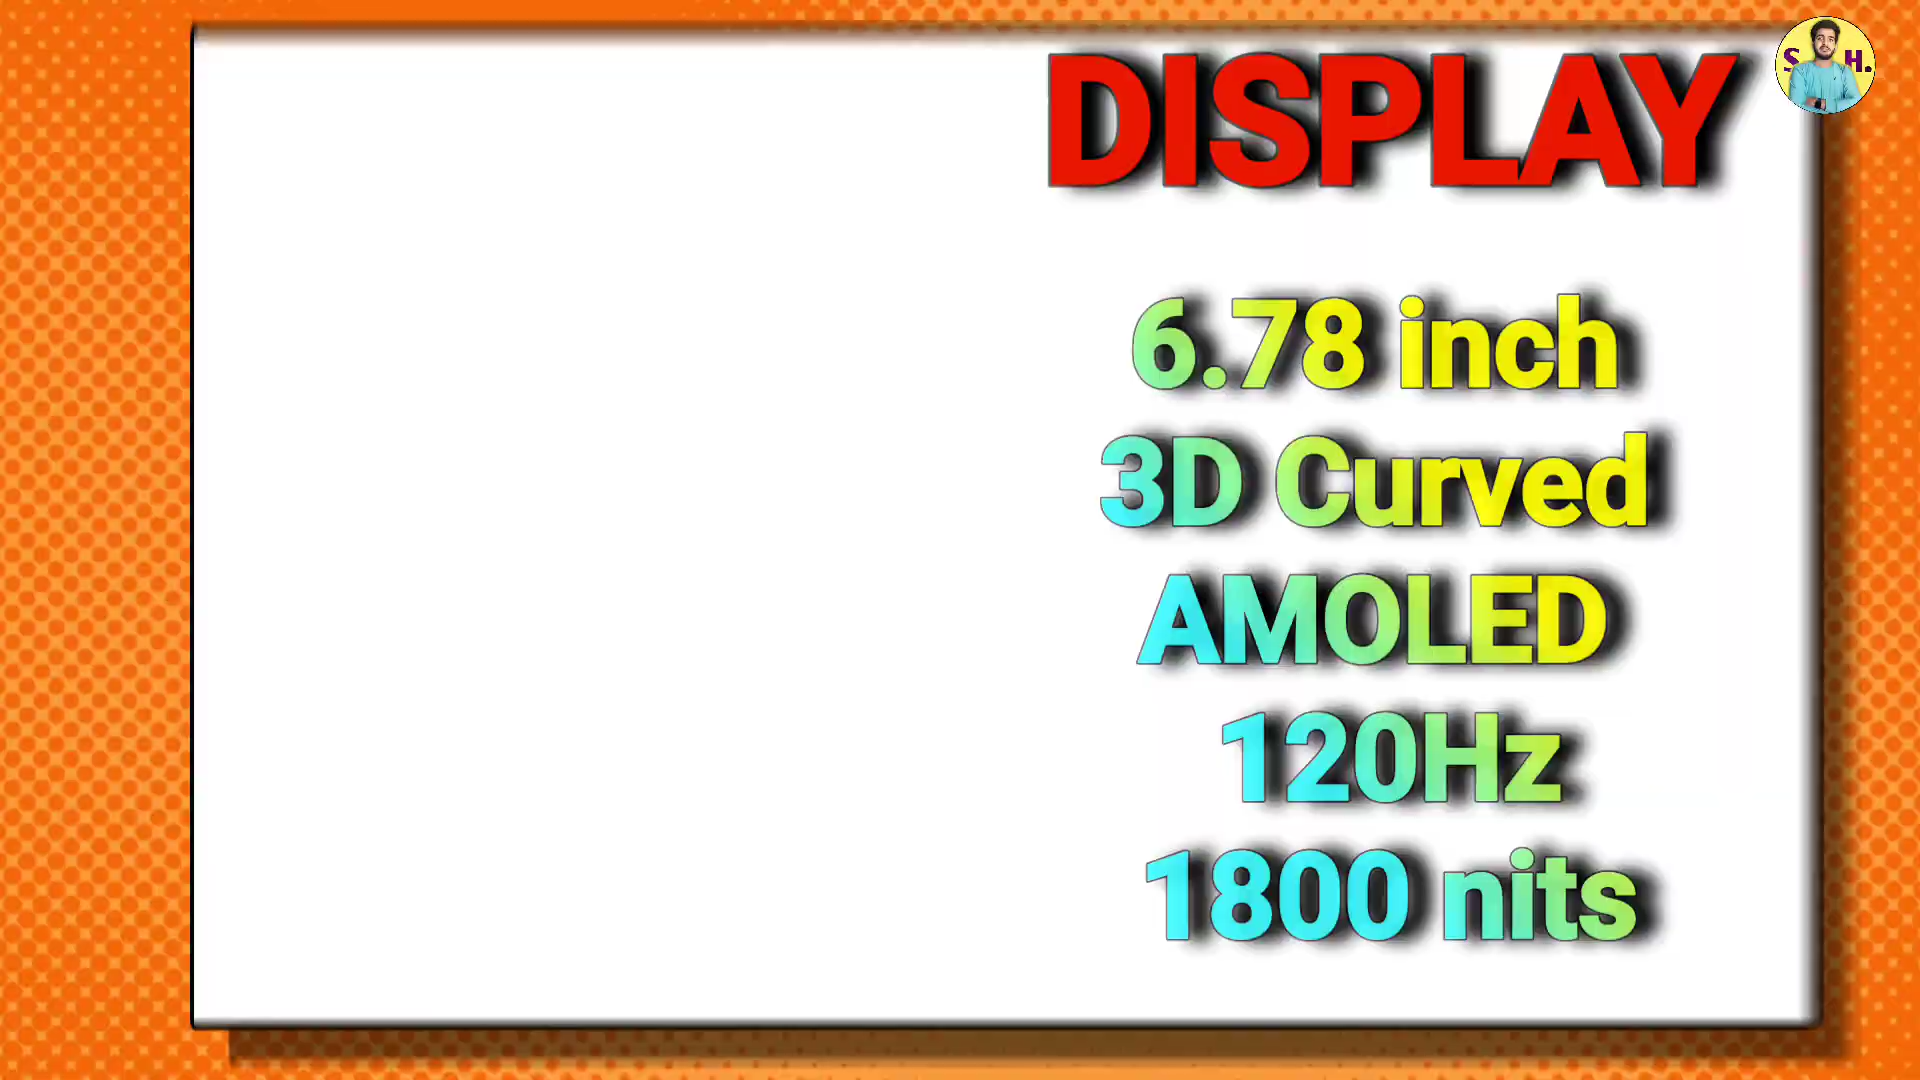 DISPLAY
S H.
6.78 inch
3D Curved
AMOLED
120Hz
1800 nits